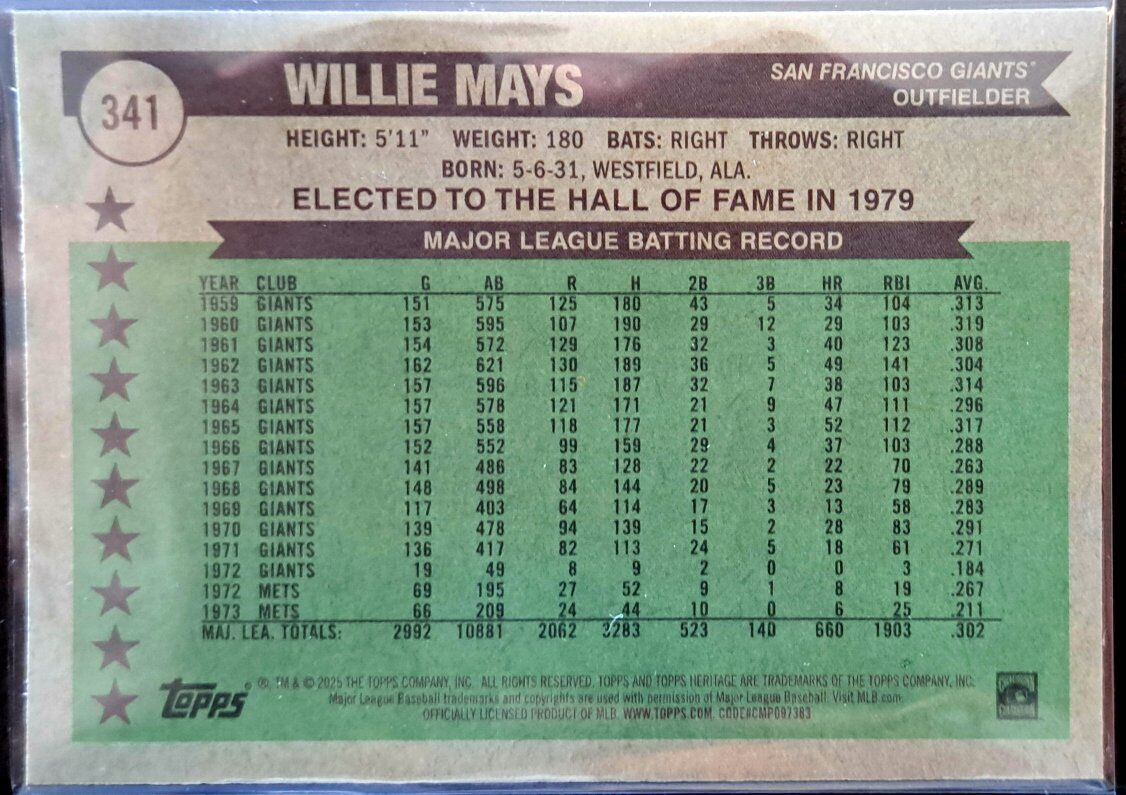 341
WILLIE MAYS
SAN FRANCISCO GIANTS
OUTFIELDER
HEIGHT: 5'11" WEIGHT: 180 BATS: RIGHT THROWS: RIGHT
BORN: 5-6-31, WESTFIELD, ALA.
ELECTED TO THE HALL OF FAME IN 1979
MAJOR LEAGUE BATTING RECORD
YEAR CLUB G AB R H 2B 3B HR RBI AVG.
1959 GIANTS 151 575 125 180 43 5 34 104 .313
1960 GIANTS 153 595 107 190 29 12 29 103 .319
1961 GIANTS 154 572 129 176 32 3 40 123 .308
1962 GIANTS 162 621 130 189 36 5 49 141 .304
1963 GIANTS 157 596 115 187 32 7 38 103 .314
1964 GIANTS 157 578 121 171 21 9 47 111 .296
1965 GIANTS 157 558 118 177 21 3 52 112 .317
1966 GIANTS 152 552 99 159 29 4 37 103 .288
1967 GIANTS 141 486 83 128 22 2 22 70 .263
1968 GIANTS 148 498 84 144 20 5 23 79 .289
1969 GIANTS 117 403 64 114 17 3 13 58 .283
1970 GIANTS 139 478 94 139 15 2 28 83 .291
1971 GIANTS 136 417 82 113 24 5 18 61 .271
1972 GIANTS 19 49 8 9 2 0 0 3 .184
1972 METS 69 195 27 52 9 1 8 19 .267
1973 METS 66 209 24 44 10 0 6 25 .211
MAJ. LEA. TOTALS: 2992 10881 2062 3283 523 140 660 1903 .302
Topps® ®, TM & © 2025 THE TOPPS COMPANY, INC. ALL RIGHTS RESERVED. TOPPS AND TOPPS HERITAGE ARE TRADEMARKS OF THE TOPPS COMPANY, INC.
Major League Baseball trademarks and copyrights are used with permission of Major League Baseball. Visit MLB.com.
OFFICIALLY LICENSED PRODUCT OF MLB. WWW.TOPPS.COM. CODE#CMP097383